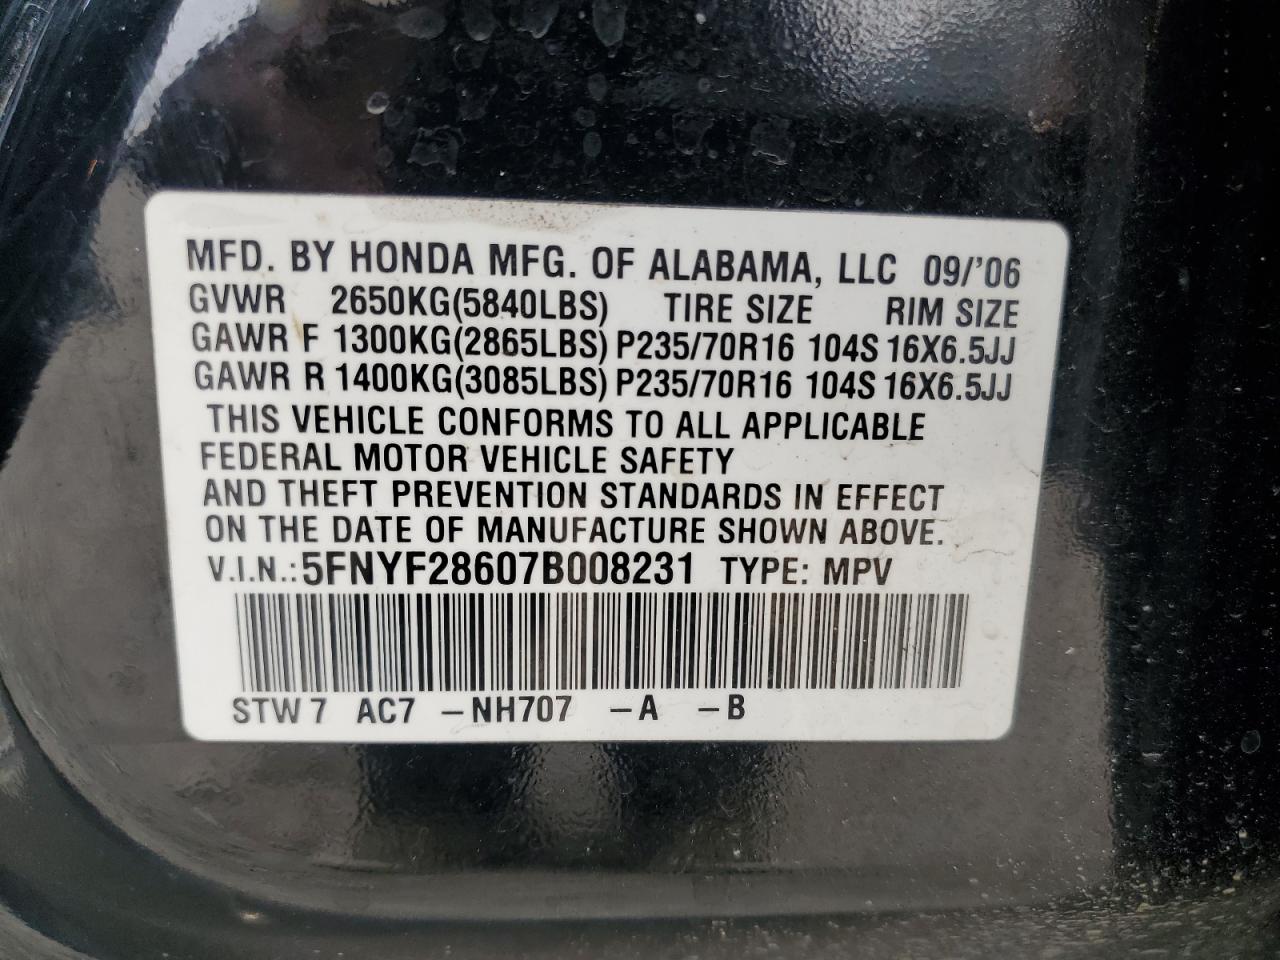 MFD. BY HONDA MFG. OF ALABAMA, LLC 09/'06
GVWR 2650KG(5840LBS) TIRE SIZE RIM SIZE
GAWR F 1300KG(2865LBS) P235/70R16 104S 16X6.5JJ
GAWR R 1400KG(3085LBS) P235/70R16 104S 16X6.5JJ
THIS VEHICLE CONFORMS TO ALL APPLICABLE
FEDERAL MOTOR VEHICLE SAFETY
AND THEFT PREVENTION STANDARDS IN EFFECT
ON THE DATE OF MANUFACTURE SHOWN ABOVE.
V.I.N.: 5FNYF28607B008231 TYPE: MPV
STW 7 AC7 -NH707 -A -B